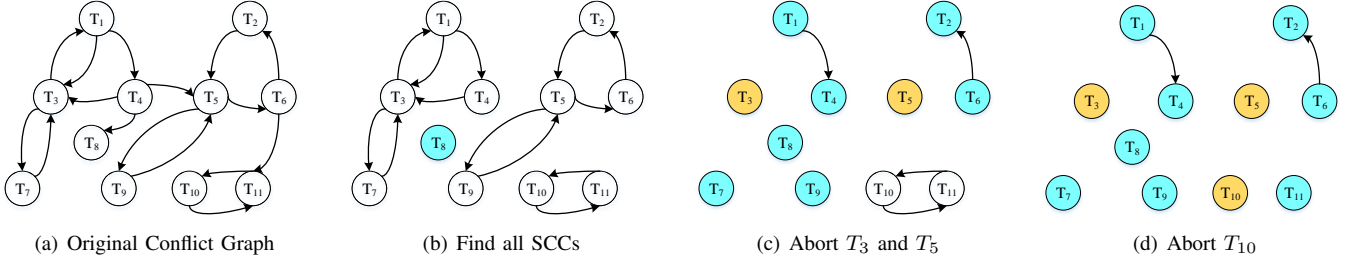 T1 T2 T1 T2 T1 T2 T1 T2
T3 T4 T5 T6 T3 T4 T5 T6 T3 T4 T5 T6 T3 T4 T5 T6
T8 T8 T8 T8
T7 T9 T10 T11 T7 T9 T10 T11 T7 T9 T10 T11 T7 T9 T10 T11
(a) Original Conflict Graph (b) Find all SCCs (c) Abort T3 and T5 (d) Abort T10